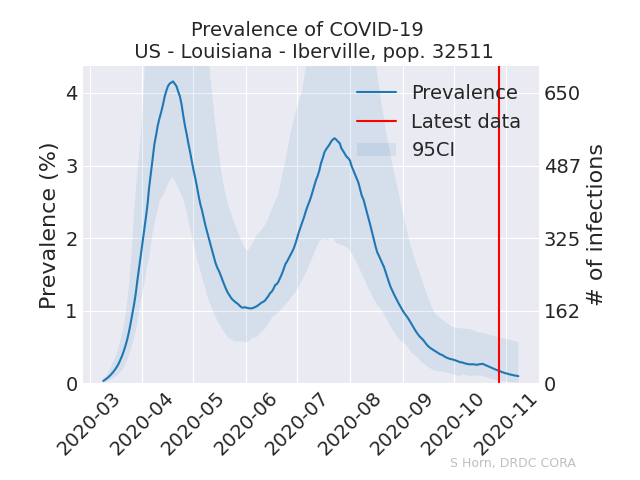 Prevalence of COVID-19
US - Louisiana - Iberville, pop. 32511
Prevalence (%)
4
3
2
1
0
Prevalence
Latest data
95CI
650
487
325
162
0
# of infections
2020-03
2020-04
2020-05
2020-06
2020-07
2020-08
2020-09
2020-10
2020-11
S Horn, DRDC CORA